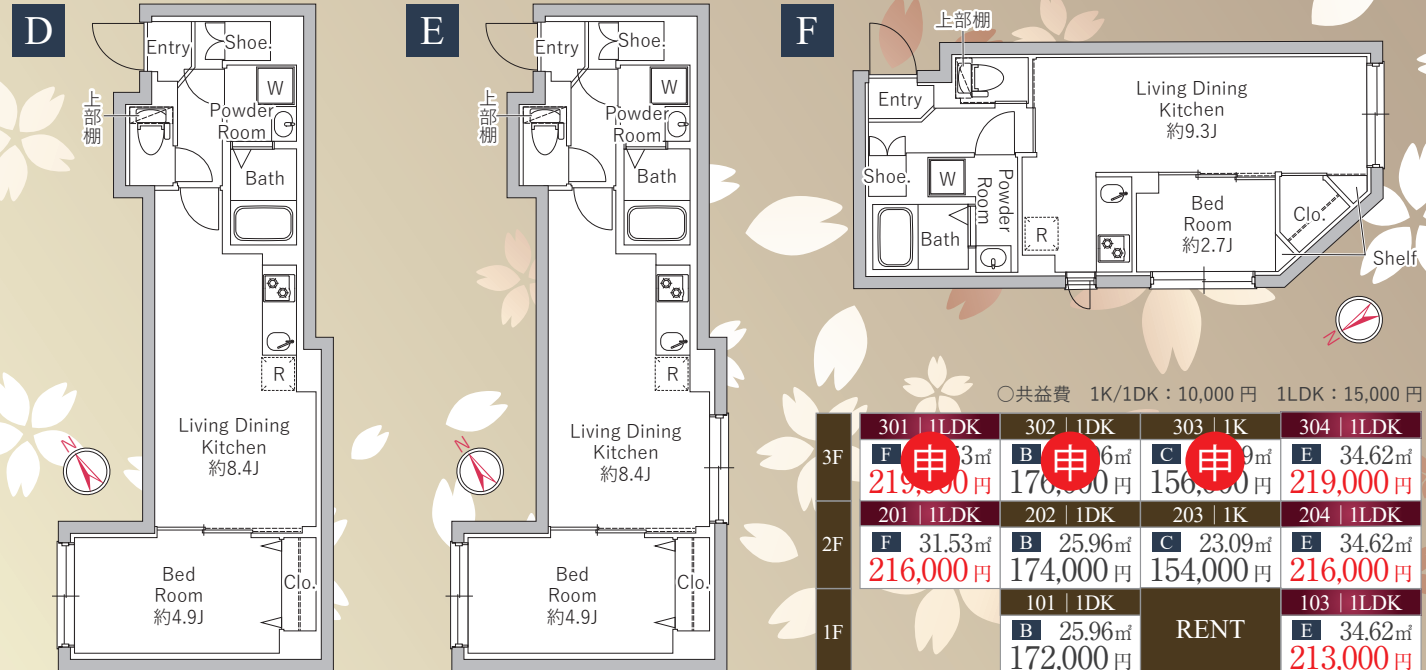 D
Entry
Shoe.
W
上部棚
Powder
Room
Bath
R
Living Dining
Kitchen
約8.4J
N
Bed
Room
約4.9J
Clo.
E
Entry
Shoe.
W
上部棚
Powder
Room
Bath
R
Living Dining
Kitchen
約8.4J
N
Bed
Room
約4.9J
Clo.
F
上部棚
Entry
Living Dining
Kitchen
約9.3J
Shoe.
W
Powder
Room
Bath
R
Bed
Room
約2.7J
Clo.
Shelf
N
○共益費 1K/1DK：10,000 円 1LDK：15,000 円
3F
301 | 1LDK
F 申 ㎡
円
302 | 1DK
B 申 ㎡
円
303 | 1K
C 申 ㎡
円
304 | 1LDK
E 34.62㎡
219,000 円
2F
201 | 1LDK
F 31.53㎡
216,000 円
202 | 1DK
B 25.96㎡
174,000 円
203 | 1K
C 23.09㎡
154,000 円
204 | 1LDK
E 34.62㎡
216,000 円
1F
101 | 1DK
B 25.96㎡
172,000 円
RENT
103 | 1LDK
E 34.62㎡
213,000 円